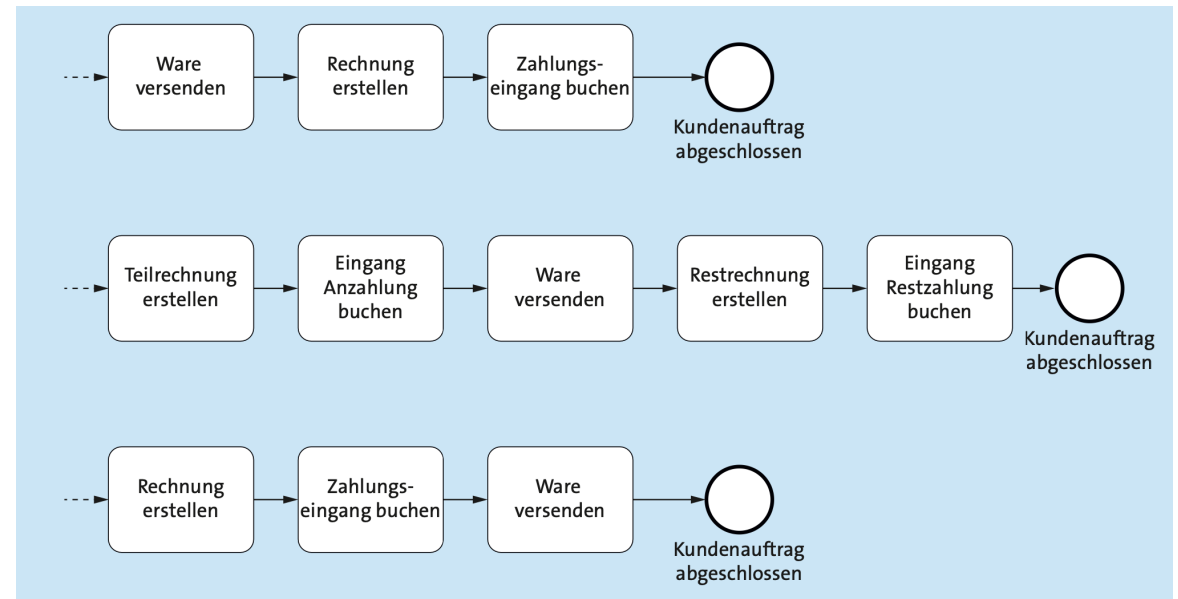 Ware
versenden
Rechnung
erstellen
Zahlungs-
eingang buchen
Kundenauftrag
abgeschlossen
Teilrechnung
erstellen
Eingang
Anzahlung
buchen
Ware
versenden
Restrechnung
erstellen
Eingang
Restzahlung
buchen
Kundenauftrag
abgeschlossen
Rechnung
erstellen
Zahlungs-
eingang buchen
Ware
versenden
Kundenauftrag
abgeschlossen